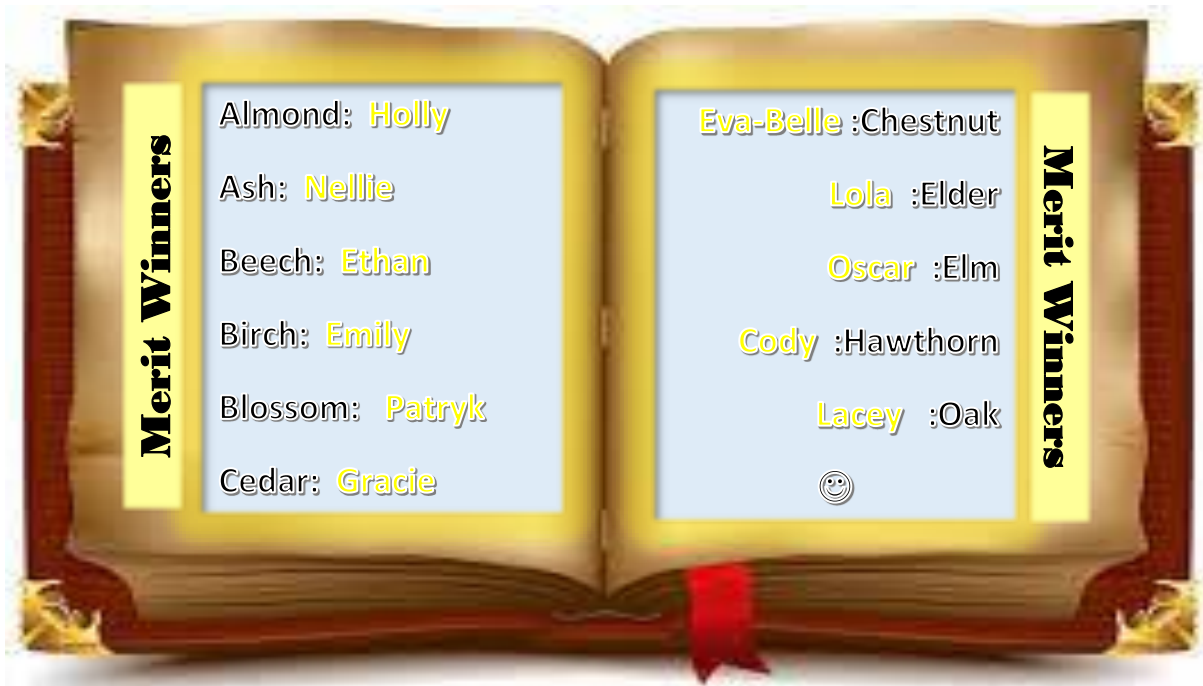 Merit Winners
Almond: Holly
Ash: Nellie
Beech: Ethan
Birch: Emily
Blossom: Patryk
Cedar: Gracie
Eva-Belle :Chestnut
Lola :Elder
Oscar :Elm
Cody :Hawthorn
Lacey :Oak
☺
Merit Winners